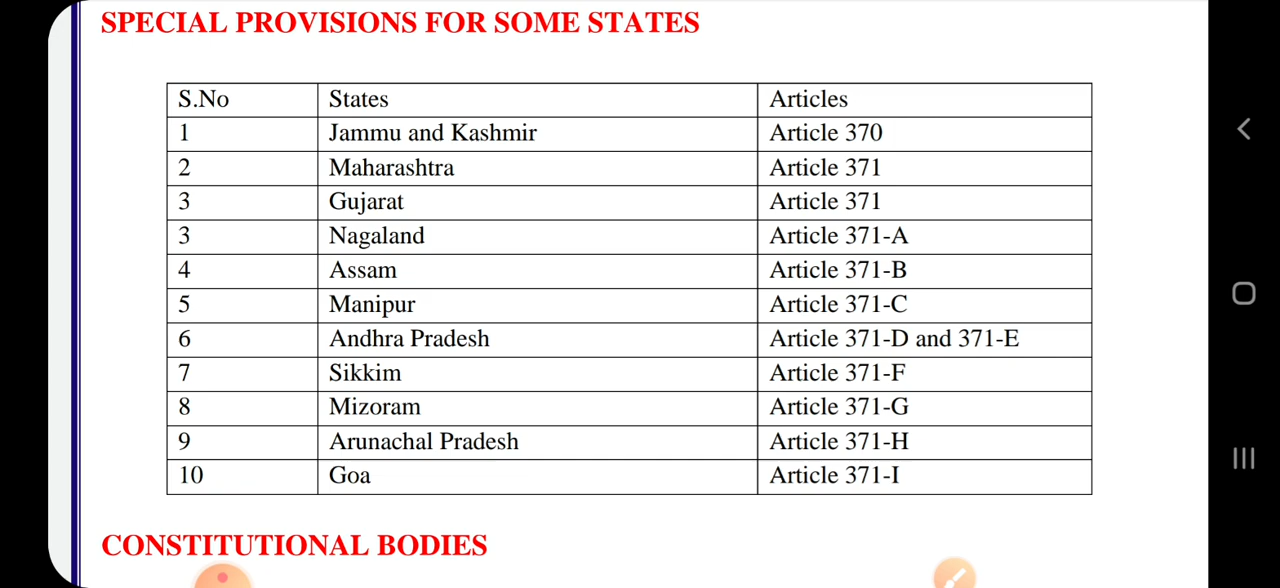 SPECIAL PROVISIONS FOR SOME STATES
S.No States Articles
1 Jammu and Kashmir Article 370
2 Maharashtra Article 371
3 Gujarat Article 371
3 Nagaland Article 371-A
4 Assam Article 371-B
5 Manipur Article 371-C
6 Andhra Pradesh Article 371-D and 371-E
7 Sikkim Article 371-F
8 Mizoram Article 371-G
9 Arunachal Pradesh Article 371-H
10 Goa Article 371-I
CONSTITUTIONAL BODIES